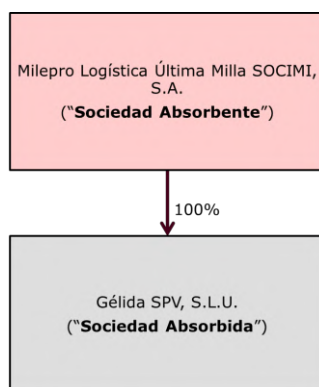 Milepro Logística Última Milla SOCIMI,
S.A.
(“Sociedad Absorbente”)
100%
Gélida SPV, S.L.U.
(“Sociedad Absorbida”)